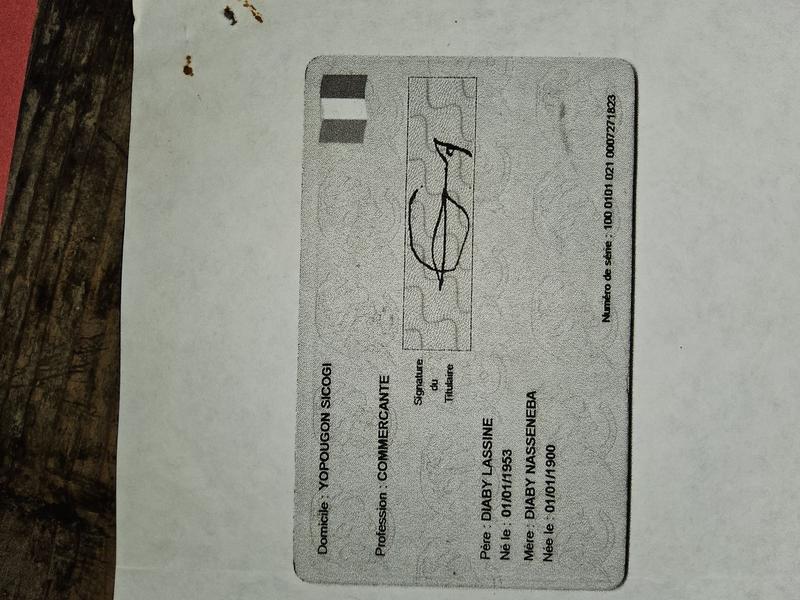 Domicile : YOPOUGON SICOGI
Profession : COMMERCANTE
Signature
du
Titulaire
Père : DIABY LASSINE
Né le : 01/01/1953
Mère : DIABY NASSENEBA
Née le : 01/01/1900
Numéro de série : 100 0101 021 0007271823